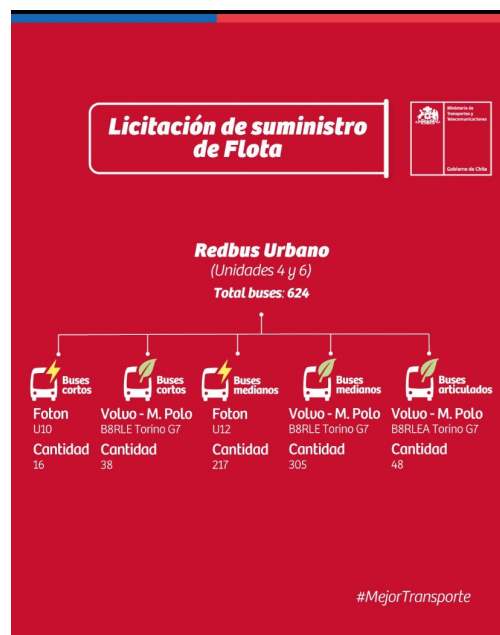 Licitación de suministro
de Flota
Ministerio de
Transportes y
Telecomunicaciones
Gobierno de Chile
Redbus Urbano
(Unidades 4 y 6)
Total buses: 624
Buses
cortos
Foton
U10
Cantidad
16
Buses
cortos
Volvo - M. Polo
B8RLE Torino G7
Cantidad
38
Buses
medianos
Foton
U12
Cantidad
217
Buses
medianos
Volvo - M. Polo
B8RLE Torino G7
Cantidad
305
Buses
articulados
Volvo - M. Polo
B8RLEA Torino G7
Cantidad
48
#MejorTransporte